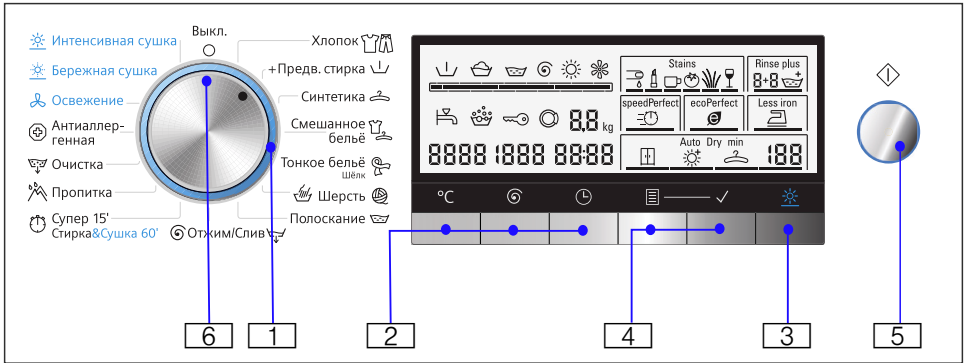 Выкл.
Интенсивная сушка
Бережная сушка
Освежение
Антиаллер-
генная
Очистка
Пропитка
Супер 15'
Стирка&Сушка 60'
Хлопок
+Предв. стирка
Синтетика
Смешанное
бельё
Тонкое бельё
Шёлк
Шерсть
Полоскание
Отжим/Слив
Stains
Rinse plus
8+8
speedPerfect
ecoPerfect
Less iron
8.8 kg
8888 1888 88:88
Auto Dry min
188
°C
6
1
2
4
3
5